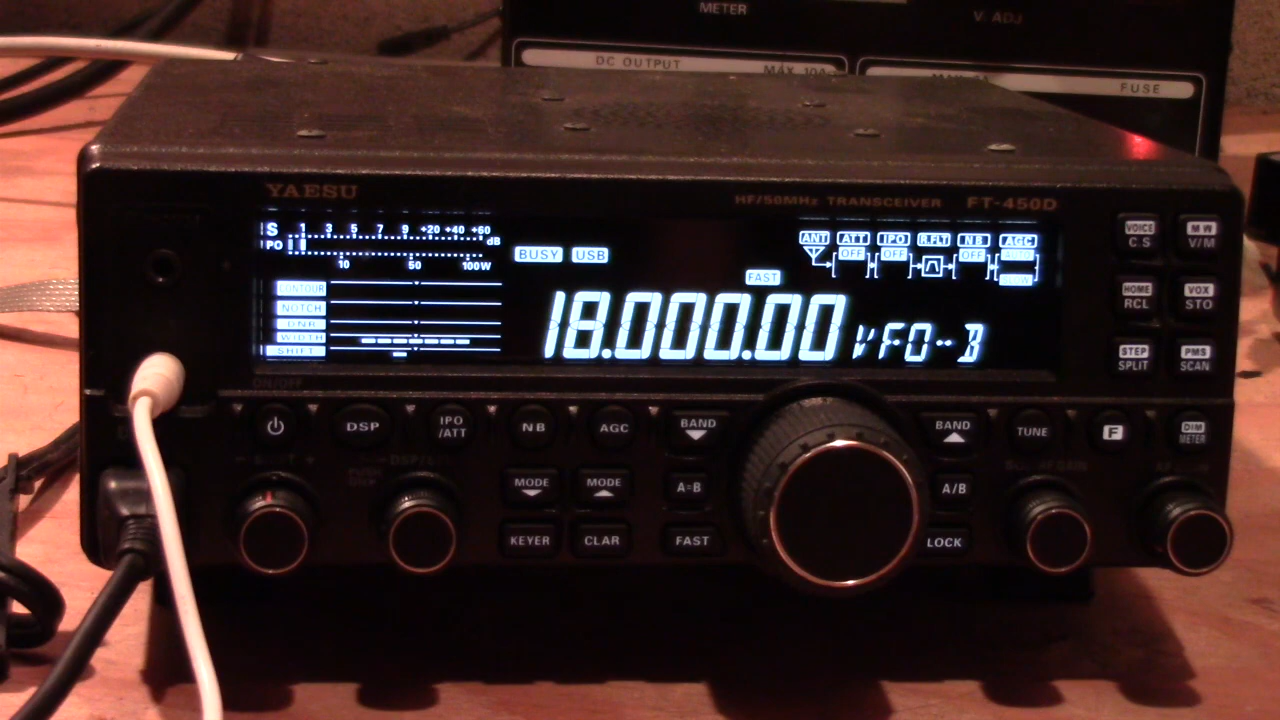 METER
V. ADJ
DC OUTPUT
MAX 10A
FUSE
YAESU
HF/50MHz TRANSCEIVER FT-450D
S 1 3 5 7 9 +20 +40 +60 dB
PO
10 50 100W
BUSY USB
ANT ATT IPO R.FLT NB AGC
OFF OFF OFF
FAST
CONTOUR
NOTCH
DNR
WIDTH
SHIFT
18.000.00 VFO-B
VOICE
C.S
M W
V/M
HOME
RCL
VOX
STO
STEP
SPLIT
PMS
SCAN
ON/OFF
DSP
IPO
/ATT
NB
AGC
BAND
BAND
TUNE
F
DIM
METER
MODE
MODE
A=B
A/B
KEYER
CLAR
FAST
LOCK